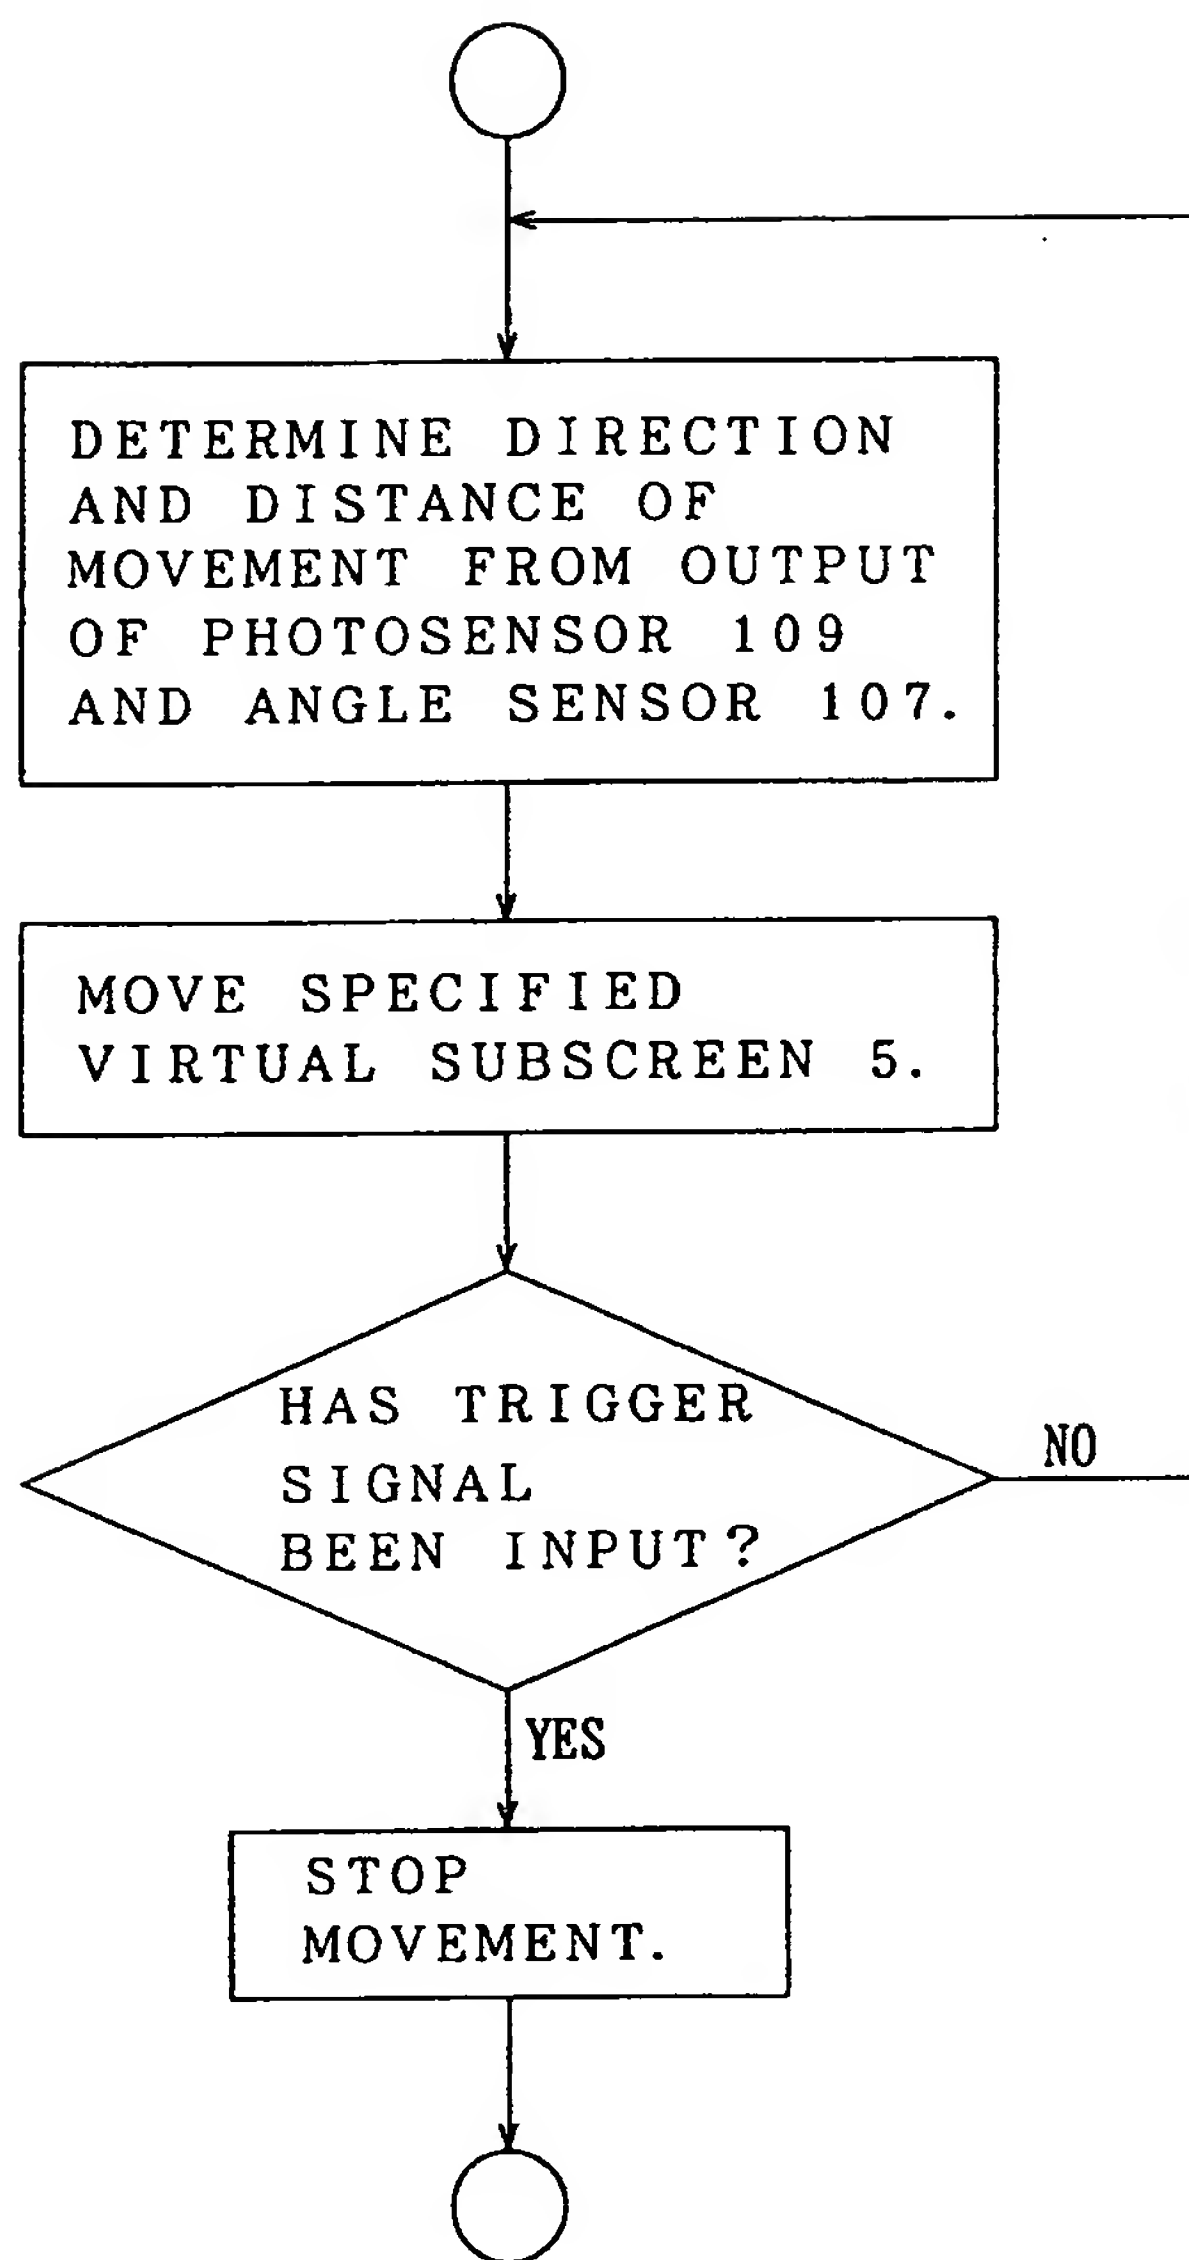 DETERMINE DIRECTION
AND DISTANCE OF
MOVEMENT FROM OUTPUT
OF PHOTOSENSOR 109
AND ANGLE SENSOR 107.
MOVE SPECIFIED
VIRTUAL SUBSCREEN 5.
HAS TRIGGER
SIGNAL
BEEN INPUT?
NO
YES
STOP
MOVEMENT.